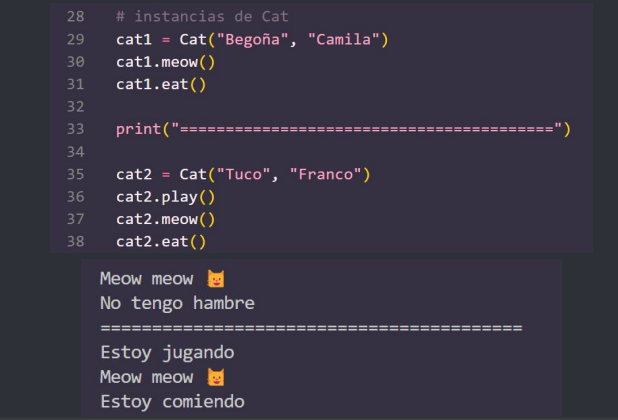 28 # instancias de Cat
29 cat1 = Cat("Begoña", "Camila")
30 cat1.meow()
31 cat1.eat()
32
33 print("=========================================")
34
35 cat2 = Cat("Tuco", "Franco")
36 cat2.play()
37 cat2.meow()
38 cat2.eat()
Meow meow 😺
No tengo hambre
=========================================
Estoy jugando
Meow meow 😺
Estoy comiendo